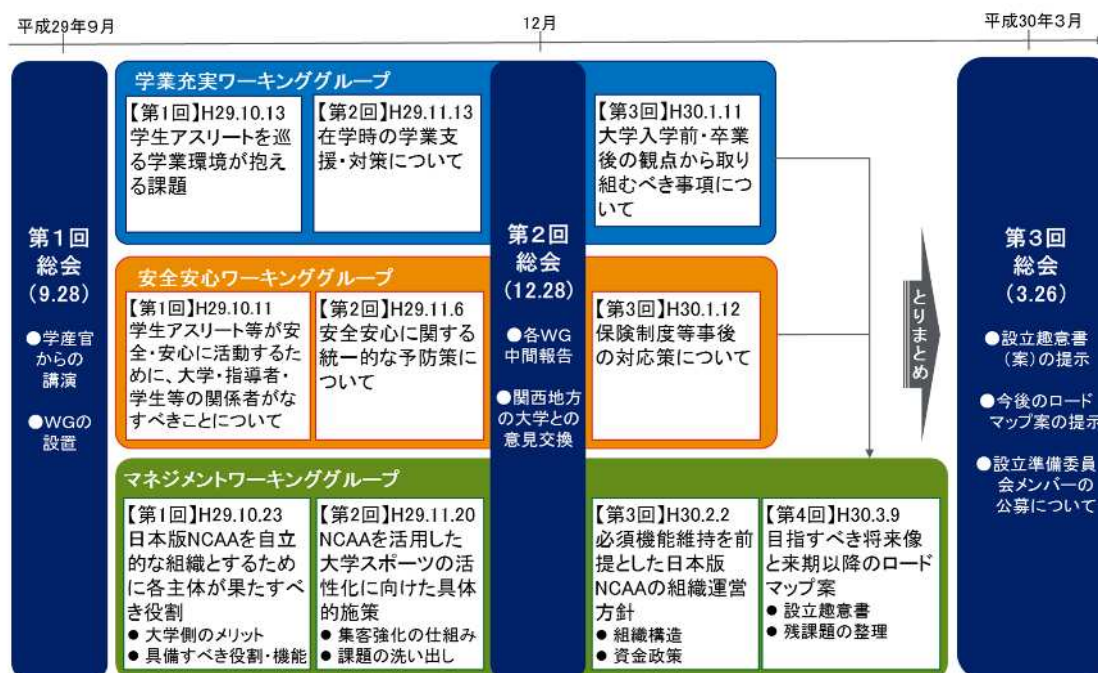 平成29年9月
12月
平成30年3月
第1回
総会
(9.28)
●学産官
からの
講演
●WGの
設置
学業充実ワーキンググループ
【第1回】H29.10.13
学生アスリートを巡
る学業環境が抱え
る課題
【第2回】H29.11.13
在学時の学業支
援・対策について
【第3回】H30.1.11
大学入学前・卒業
後の観点から取り
組むべき事項につ
いて
安全安心ワーキンググループ
【第1回】H29.10.11
学生アスリート等が安
全・安心に活動するた
めに、大学・指導者・
学生等の関係者がな
すべきことについて
【第2回】H29.11.6
安全安心に関する
統一的な予防策に
ついて
【第3回】H30.1.12
保険制度等事後
の対応策について
マネジメントワーキンググループ
【第1回】H29.10.23
日本版NCAAを自立
的な組織とするため
に各主体が果たすべ
き役割
● 大学側のメリット
● 具備すべき役割・機能
【第2回】H29.11.20
NCAAを活用した
大学スポーツの活
性化に向けた具体
的施策
● 集客強化の仕組み
● 課題の洗い出し
【第3回】H30.2.2
必須機能維持を前
提とした日本版
NCAAの組織運営
方針
● 組織構造
● 資金政策
【第4回】H30.3.9
目指すべき将来像
と来期以降のロード
マップ案
● 設立趣意書
● 残課題の整理
第2回
総会
(12.28)
●各WG
中間報告
●関西地方
の大学との
意見交換
とりまとめ
第3回
総会
(3.26)
●設立趣意書
(案)の提示
●今後のロード
マップ案の提示
●設立準備委員
会メンバーの
公募について